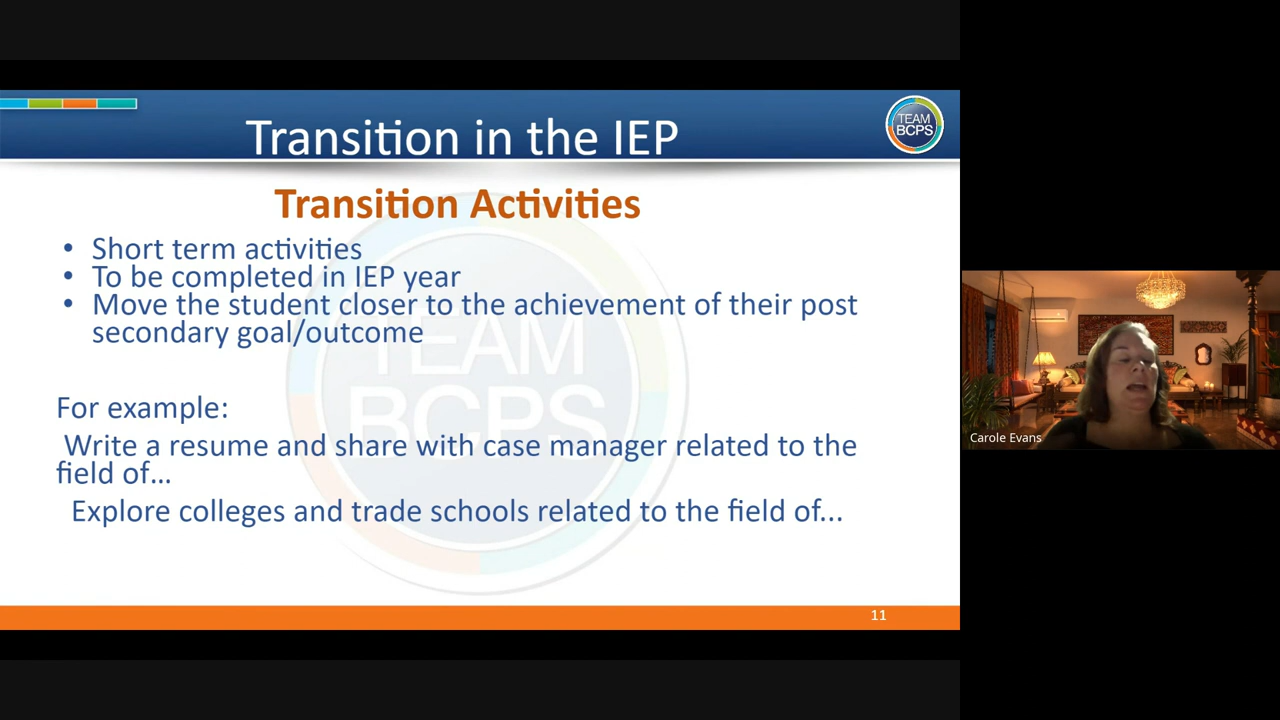 Transition in the IEP
TEAM
BCPS
Transition Activities
• Short term activities
• To be completed in IEP year
• Move the student closer to the achievement of their post
secondary goal/outcome
TEAM
BCPS
For example:
Write a resume and share with case manager related to the
field of...
Explore colleges and trade schools related to the field of...
11
Carole Evans